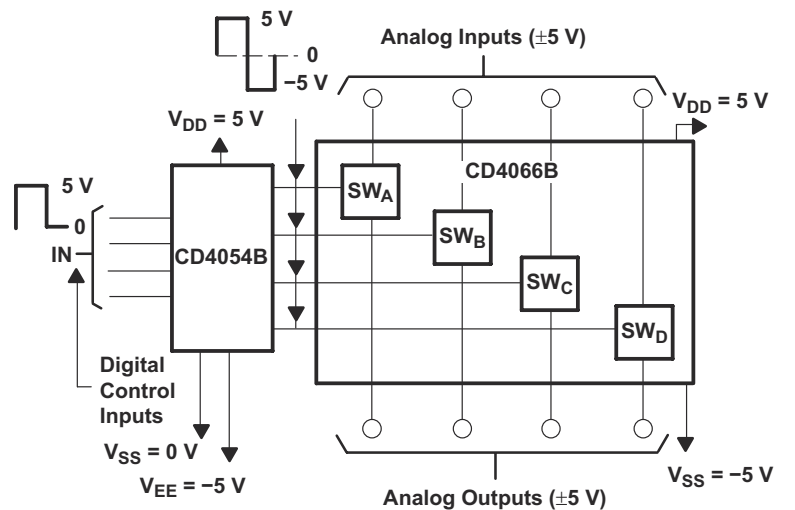 5 V
0
−5 V
Analog Inputs (±5 V)
V_DD = 5 V
V_DD = 5 V
5 V
0
IN
CD4054B
CD4066B
SW_A
SW_B
SW_C
SW_D
Digital
Control
Inputs
V_SS = 0 V
V_EE = −5 V
V_SS = −5 V
Analog Outputs (±5 V)